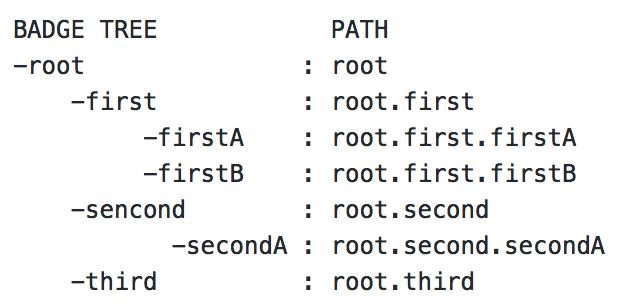 BADGE TREE            PATH
-root               : root
    -first          : root.first
         -firstA    : root.first.firstA
         -firstB    : root.first.firstB
    -sencond        : root.second
           -secondA : root.second.secondA
    -third          : root.third